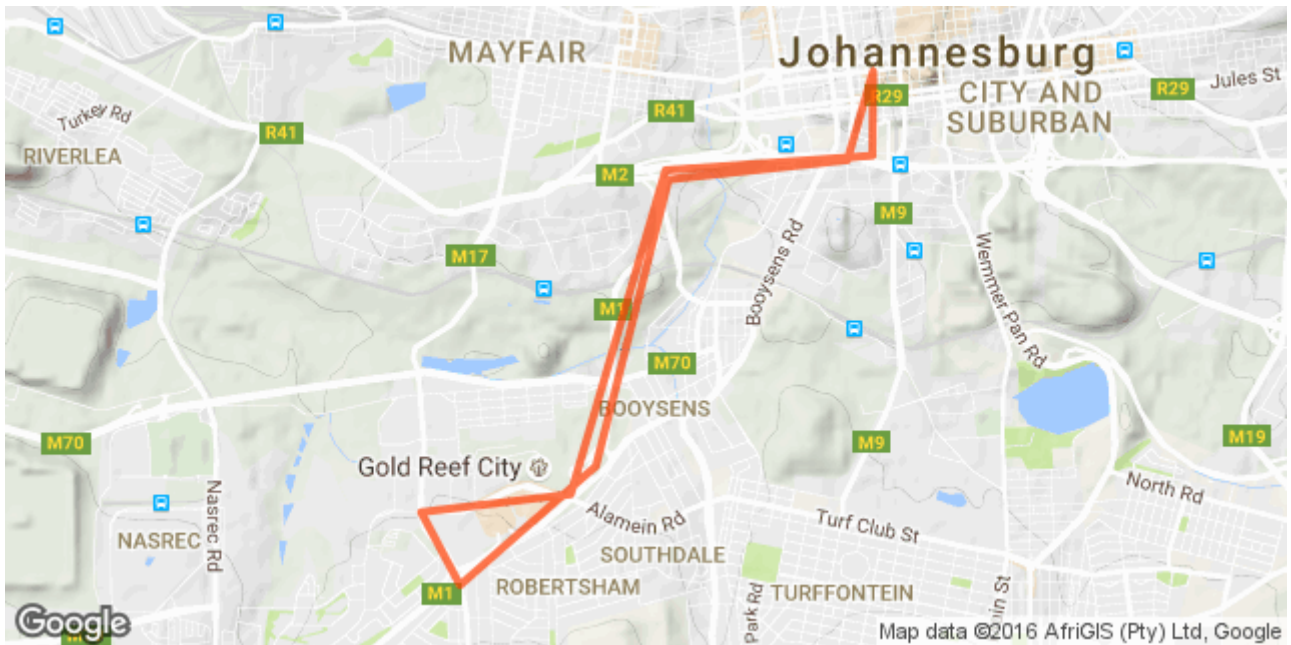 Johannesburg
MAYFAIR
Jules St
R29
R29
CITY AND
SUBURBAN
R41
Turkey Rd
R41
RIVERLEA
M2
M9
M17
Booysens Rd
Wemmer Pan Rd
M1
M70
BOOYSENS
M70
M9
M19
Gold Reef City
Nasrec Rd
North Rd
Alamein Rd
Turf Club St
NASREC
SOUTHDALE
ROBERTSHAM
TURFFONTEIN
M1
Park Rd
in St
Google
Map data ©2016 AfriGIS (Pty) Ltd, Google